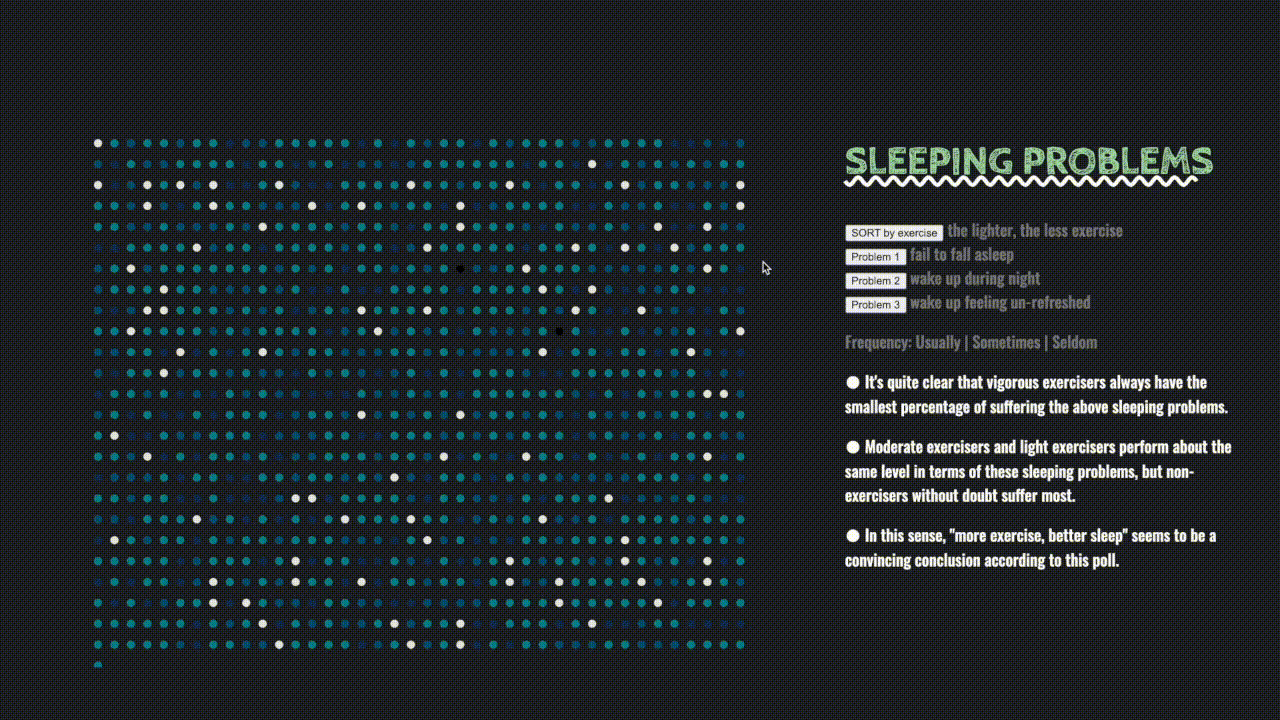 SLEEPING PROBLEMS
SORT by exercise the lighter, the less exercise
Problem 1 fail to fall asleep
Problem 2 wake up during night
Problem 3 wake up feeling un-refreshed
Frequency: Usually | Sometimes | Seldom
● It's quite clear that vigorous exercisers always have the
smallest percentage of suffering the above sleeping problems.
● Moderate exercisers and light exercisers perform about the
same level in terms of these sleeping problems, but non-
exercisers without doubt suffer most.
● In this sense, "more exercise, better sleep" seems to be a
convincing conclusion according to this poll.